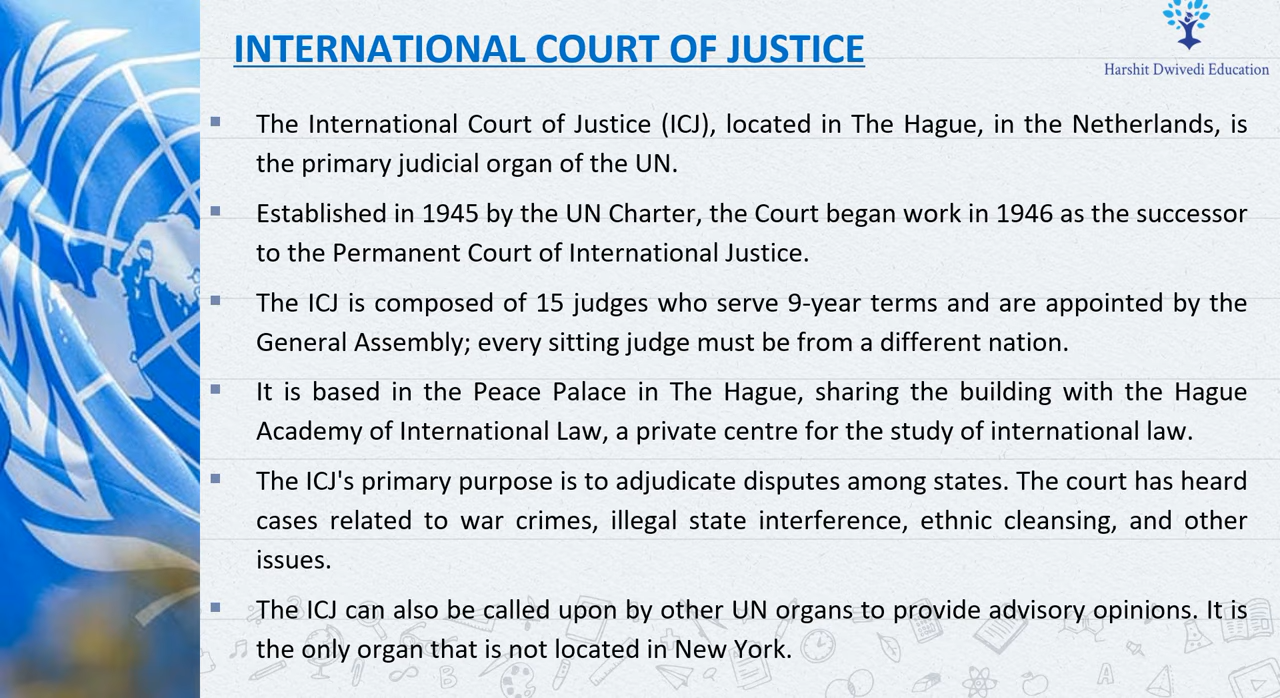 INTERNATIONAL COURT OF JUSTICE
Harshit Dwivedi Education
The International Court of Justice (ICJ), located in The Hague, in the Netherlands, is
the primary judicial organ of the UN.
Established in 1945 by the UN Charter, the Court began work in 1946 as the successor
to the Permanent Court of International Justice.
The ICJ is composed of 15 judges who serve 9-year terms and are appointed by the
General Assembly; every sitting judge must be from a different nation.
It is based in the Peace Palace in The Hague, sharing the building with the Hague
Academy of International Law, a private centre for the study of international law.
The ICJ's primary purpose is to adjudicate disputes among states. The court has heard
cases related to war crimes, illegal state interference, ethnic cleansing, and other
issues.
The ICJ can also be called upon by other UN organs to provide advisory opinions. It is
the only organ that is not located in New York.